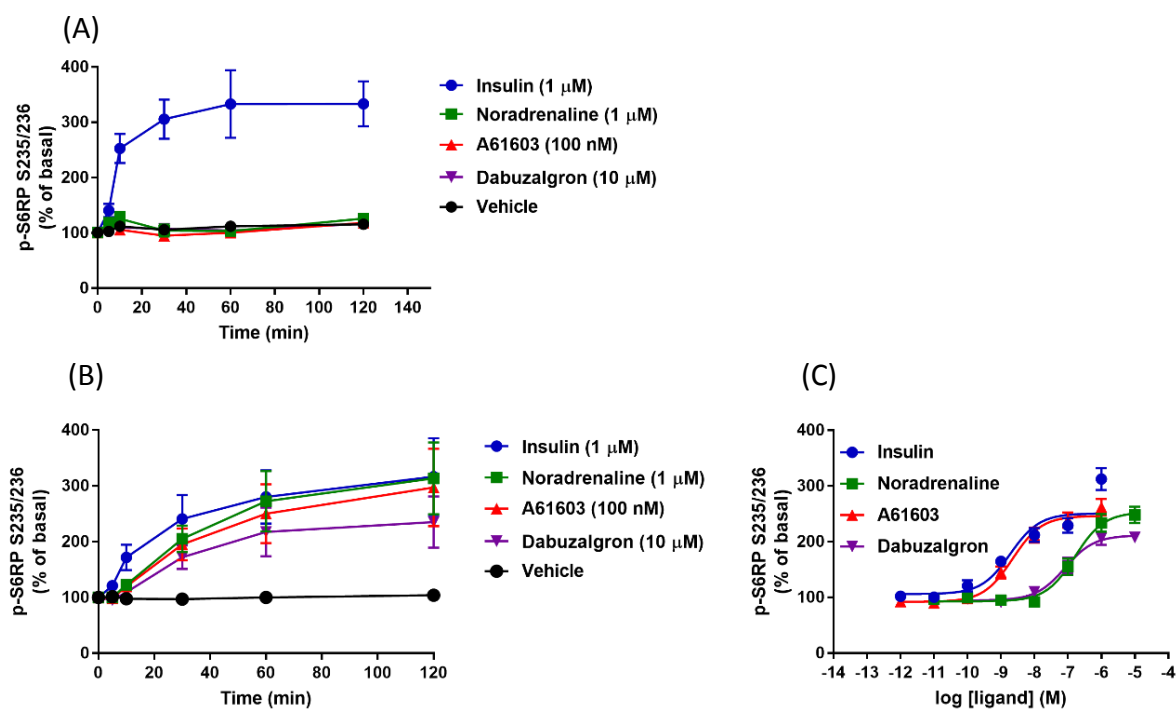 (A)
400
300
200
100
0
p-S6RP S235/236
(% of basal)
0 20 40 60 80 100 120 140
Time (min)
Insulin (1 μM)
Noradrenaline (1 μM)
A61603 (100 nM)
Dabuzalgron (10 μM)
Vehicle
(B)
400
300
200
100
0
p-S6RP S235/236
(% of basal)
0 20 40 60 80 100 120
Time (min)
Insulin (1 μM)
Noradrenaline (1 μM)
A61603 (100 nM)
Dabuzalgron (10 μM)
Vehicle
(C)
400
300
200
100
0
p-S6RP S235/236
(% of basal)
-14 -13 -12 -11 -10 -9 -8 -7 -6 -5 -4
log [ligand] (M)
Insulin
Noradrenaline
A61603
Dabuzalgron